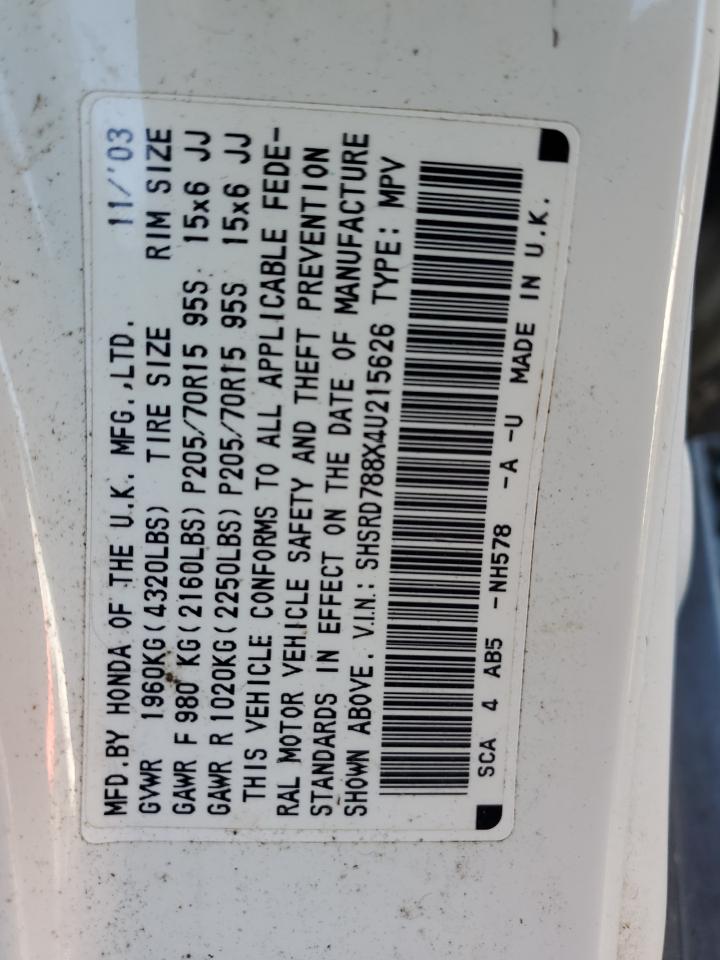 MFD.BY HONDA OF THE U.K. MFG.,LTD. 11/'03
GVWR 1960KG(4320LBS) TIRE SIZE RIM SIZE
GAWR F 980 KG(2160LBS) P205/70R15 95S 15x6 JJ
GAWR R 1020KG(2250LBS) P205/70R15 95S 15x6 JJ
THIS VEHICLE CONFORMS TO ALL APPLICABLE FEDE-
RAL MOTOR VEHICLE SAFETY AND THEFT PREVENTION
STANDARDS IN EFFECT ON THE DATE OF MANUFACTURE
SHOWN ABOVE. V.I.N.: SHSRD788X4U215626 TYPE: MPV
SCA 4 AB5 -NH578 -A -U MADE IN U.K.